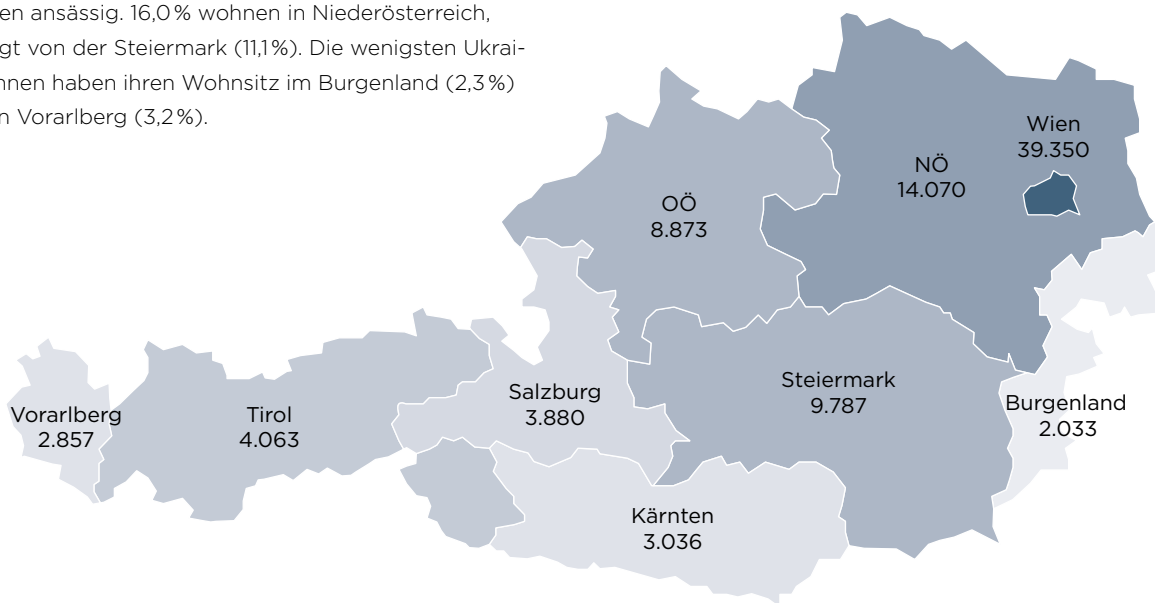 en ansässig. 16,0 % wohnen in Niederösterreich,
gt von der Steiermark (11,1 %). Die wenigsten Ukrai-
nnen haben ihren Wohnsitz im Burgenland (2,3 %)
n Vorarlberg (3,2 %).
Wien
39.350
NÖ
14.070
OÖ
8.873
Steiermark
9.787
Salzburg
3.880
Burgenland
2.033
Vorarlberg
2.857
Tirol
4.063
Kärnten
3.036